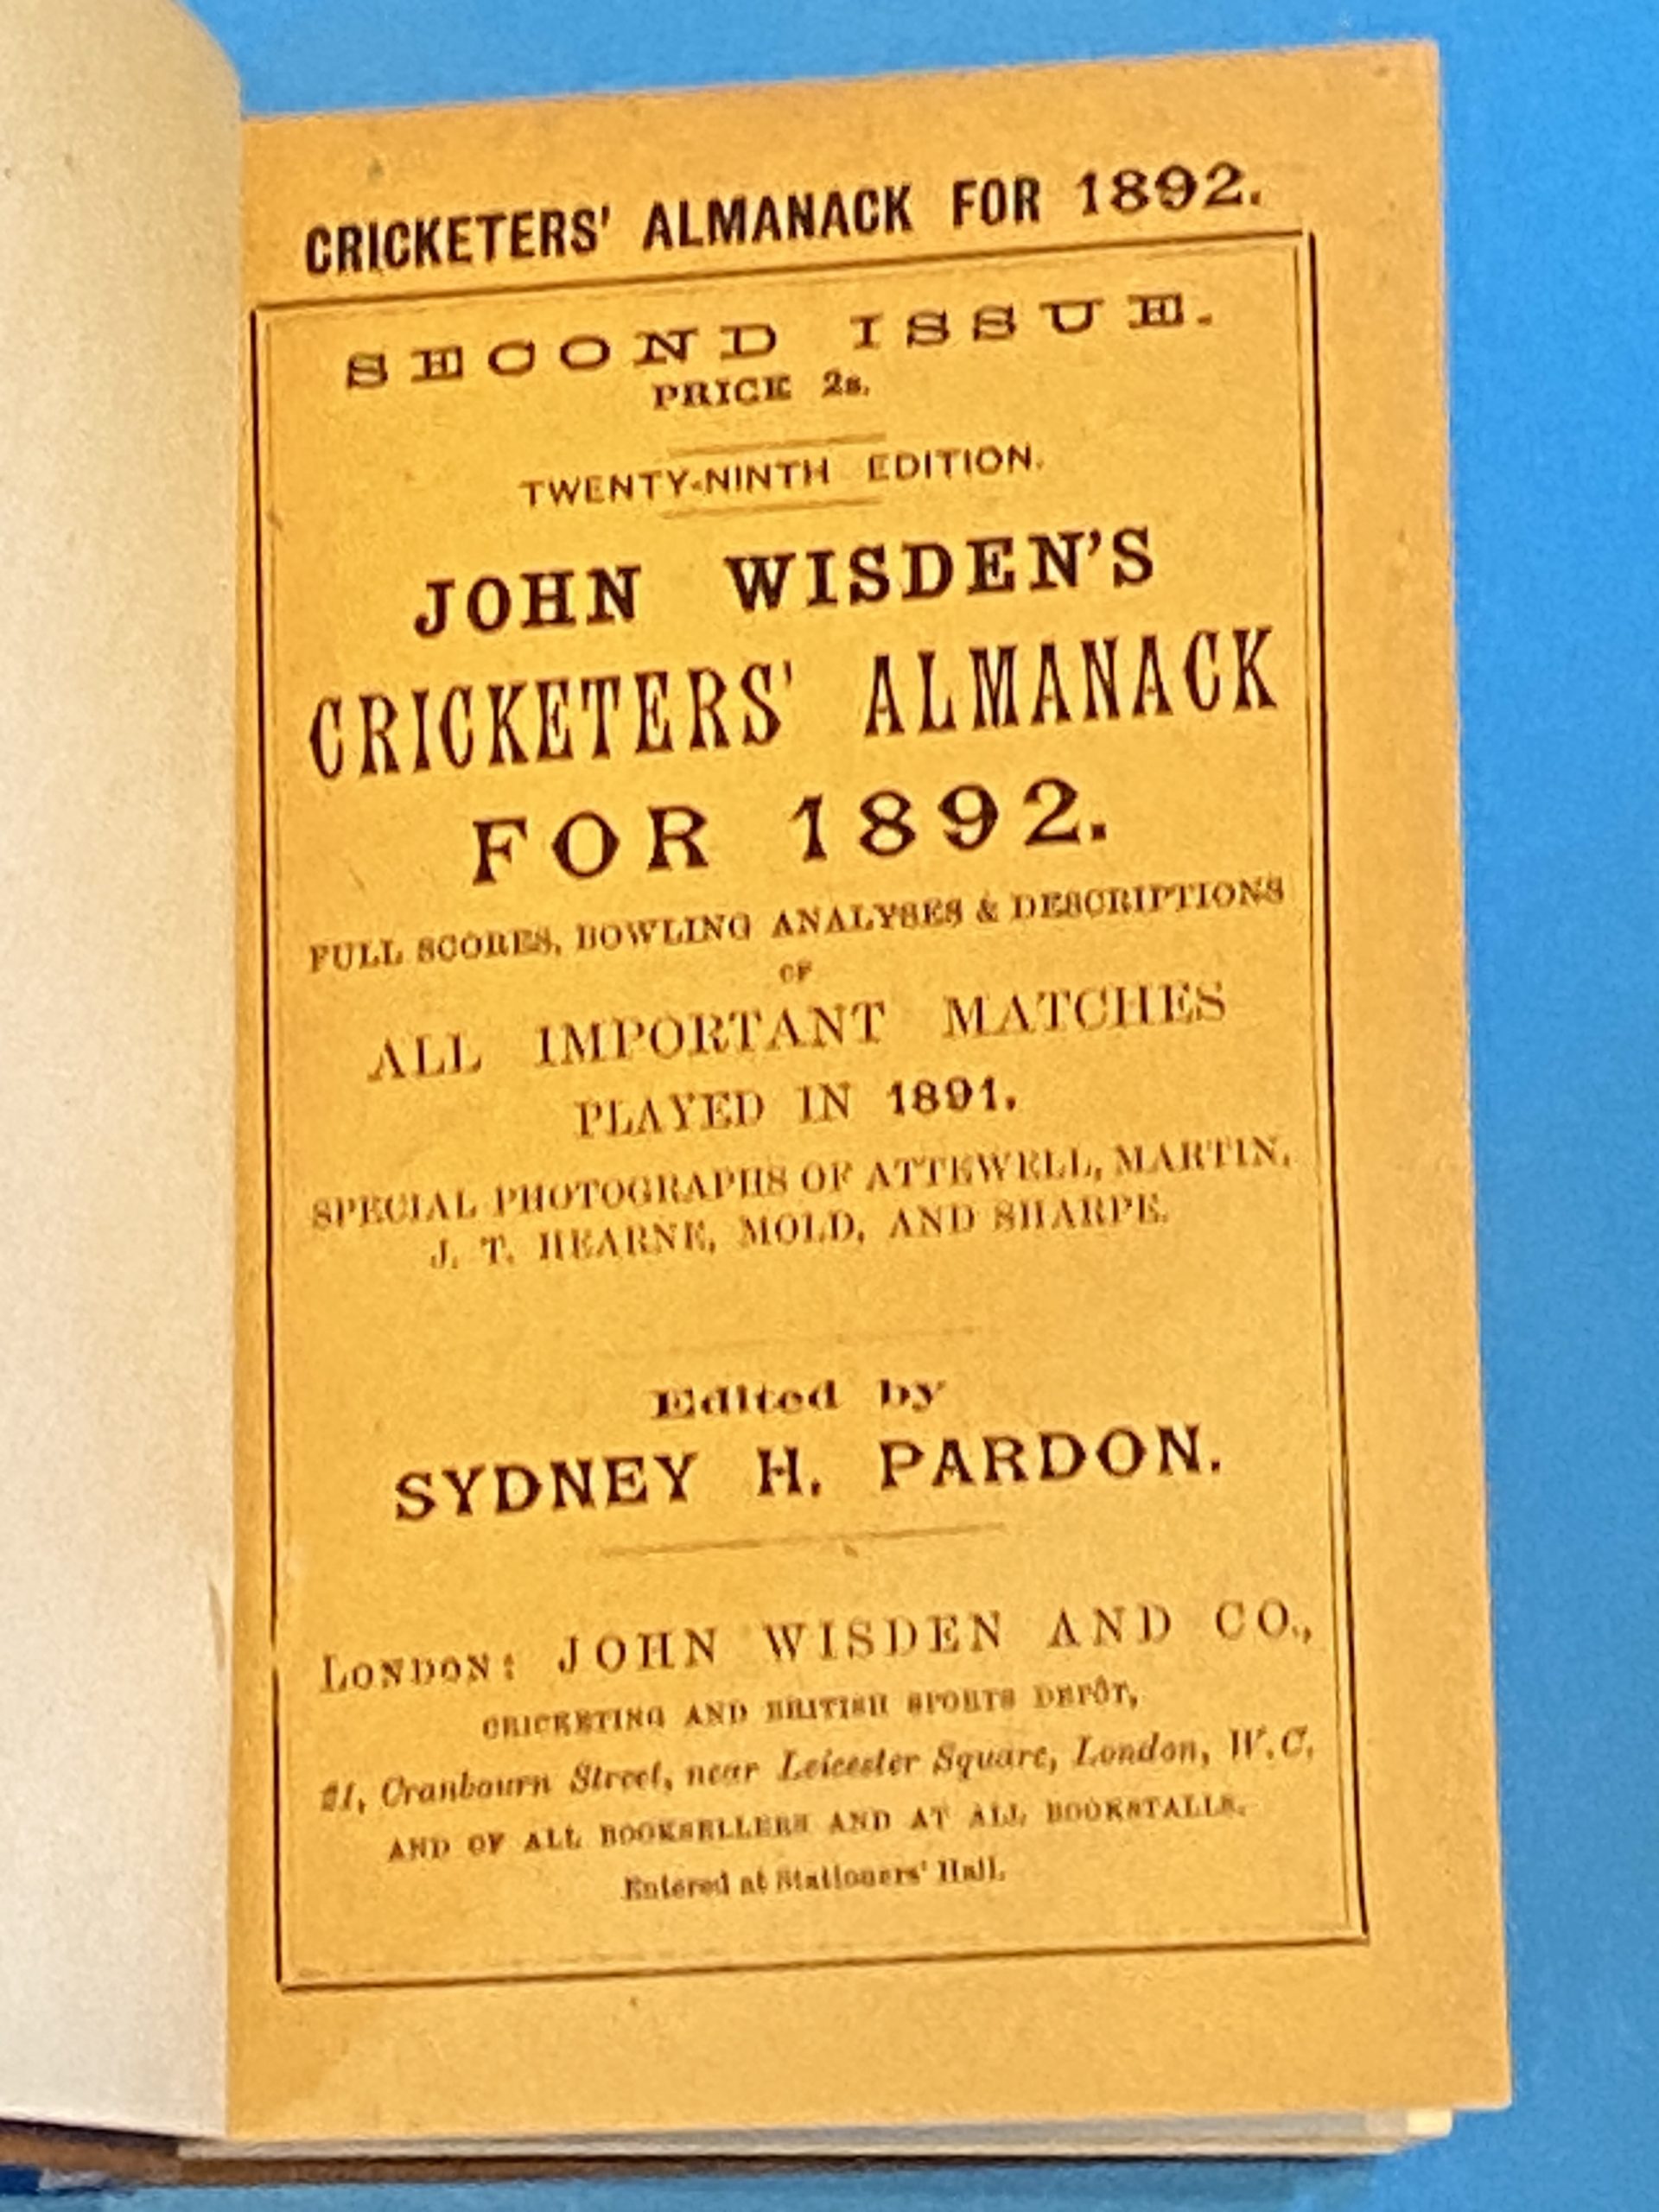 CRICKETERS' ALMANACK FOR 1892.
SECOND ISSUE.
PRICE 2s.
TWENTY-NINTH EDITION.
JOHN WISDEN'S
CRICKETERS' ALMANACK
FOR 1892.
FULL SCORES, BOWLING ANALYSES & DESCRIPTIONS
OF
ALL IMPORTANT MATCHES
PLAYED IN 1891.
SPECIAL PHOTOGRAPHS OF ATTEWELL, MARTIN,
J. T. HEARNE, MOLD, AND SHARPE.
Edited by
SYDNEY H. PARDON.
LONDON: JOHN WISDEN AND CO.,
CRICKETING AND BRITISH SPORTS DEPÔT,
21, Cranbourn Street, near Leicester Square, London, W.C.
AND OF ALL BOOKSELLERS AND AT ALL BOOKSTALLS.
Entered at Stationers' Hall.